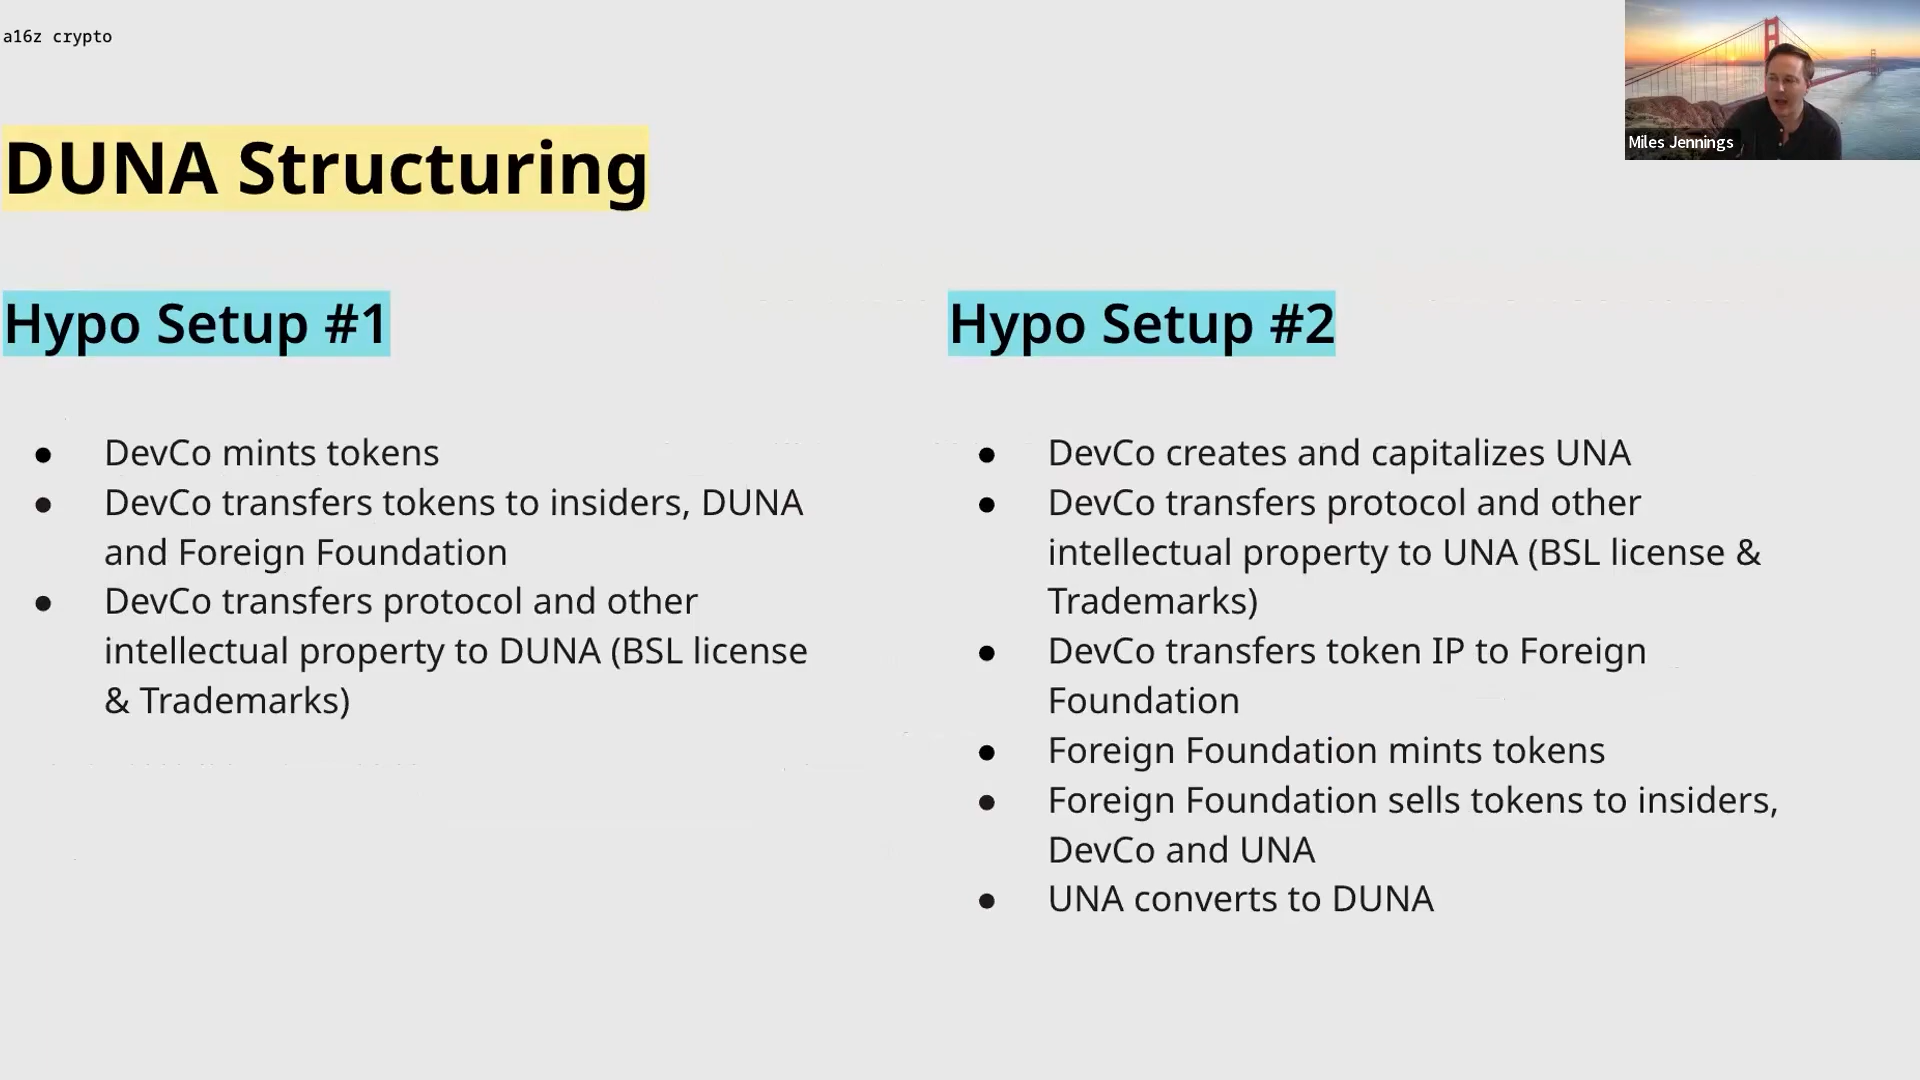 a16z crypto
Miles Jennings
DUNA Structuring
Hypo Setup #1
● DevCo mints tokens
● DevCo transfers tokens to insiders, DUNA
and Foreign Foundation
● DevCo transfers protocol and other
intellectual property to DUNA (BSL license
& Trademarks)
Hypo Setup #2
● DevCo creates and capitalizes UNA
● DevCo transfers protocol and other
intellectual property to UNA (BSL license &
Trademarks)
● DevCo transfers token IP to Foreign
Foundation
● Foreign Foundation mints tokens
● Foreign Foundation sells tokens to insiders,
DevCo and UNA
● UNA converts to DUNA